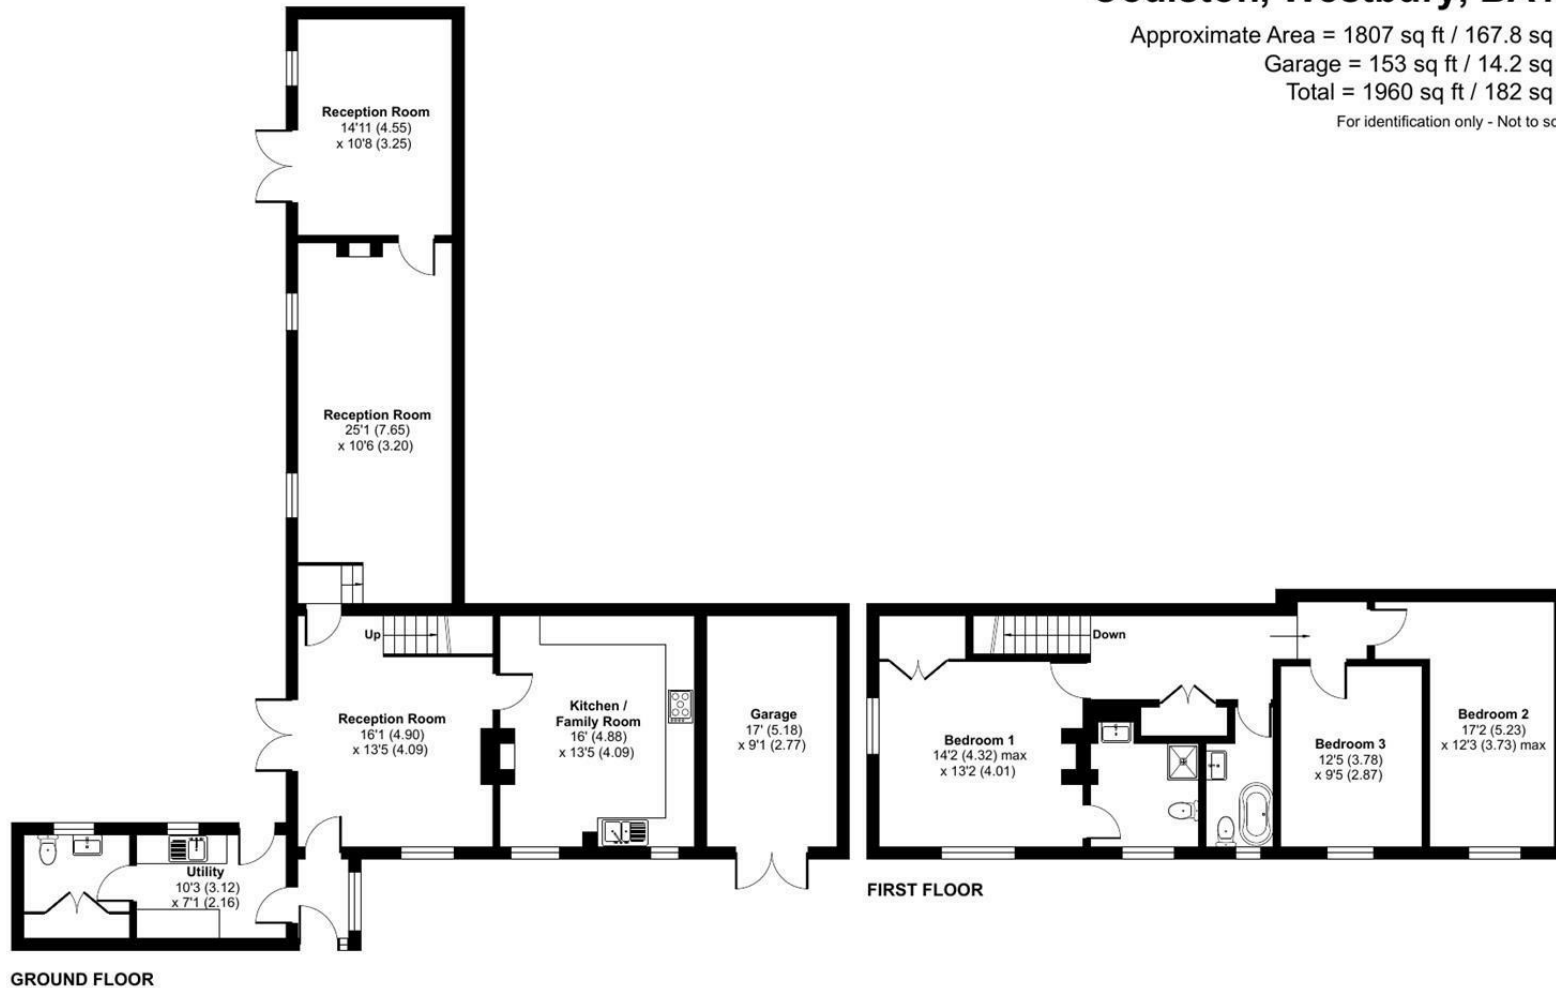 Approximate Area = 1807 sq ft / 167.8 sq
Garage = 153 sq ft / 14.2 sq
Total = 1960 sq ft / 182 sq
For identification only - Not to
Reception Room
14'11 (4.55)
x 10'8 (3.25)
Reception Room
25'1 (7.65)
x 10'6 (3.20)
Up
Reception Room
16'1 (4.90)
x 13'5 (4.09)
Kitchen /
Family Room
16' (4.88)
x 13'5 (4.09)
Garage
17' (5.18)
x 9'1 (2.77)
Utility
10'3 (3.12)
x 7'1 (2.16)
GROUND FLOOR
Down
Bedroom 1
14'2 (4.32) max
x 13'2 (4.01)
Bedroom 3
12'5 (3.78)
x 9'5 (2.87)
Bedroom 2
17'2 (5.23)
x 12'3 (3.73) max
FIRST FLOOR